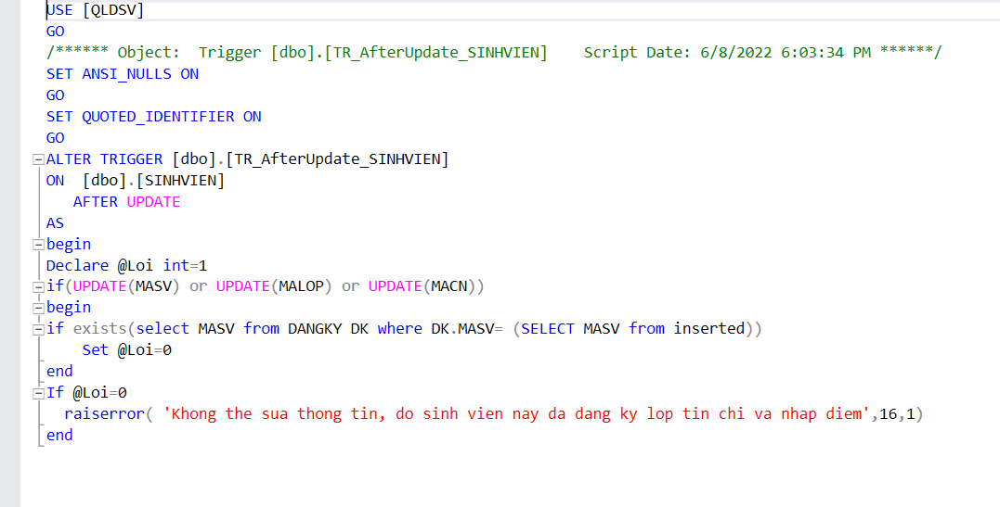 USE [QLDSV]
GO
/****** Object:  Trigger [dbo].[TR_AfterUpdate_SINHVIEN]    Script Date: 6/8/2022 6:03:34 PM ******/
SET ANSI_NULLS ON
GO
SET QUOTED_IDENTIFIER ON
GO
ALTER TRIGGER [dbo].[TR_AfterUpdate_SINHVIEN]
ON  [dbo].[SINHVIEN]
   AFTER UPDATE
AS
begin
Declare @Loi int=1
if(UPDATE(MASV) or UPDATE(MALOP) or UPDATE(MACN))
begin
if exists(select MASV from DANGKY DK where DK.MASV= (SELECT MASV from inserted))
    Set @Loi=0
end
If @Loi=0
  raiserror( 'Khong the sua thong tin, do sinh vien nay da dang ky lop tin chi va nhap diem',16,1)
end